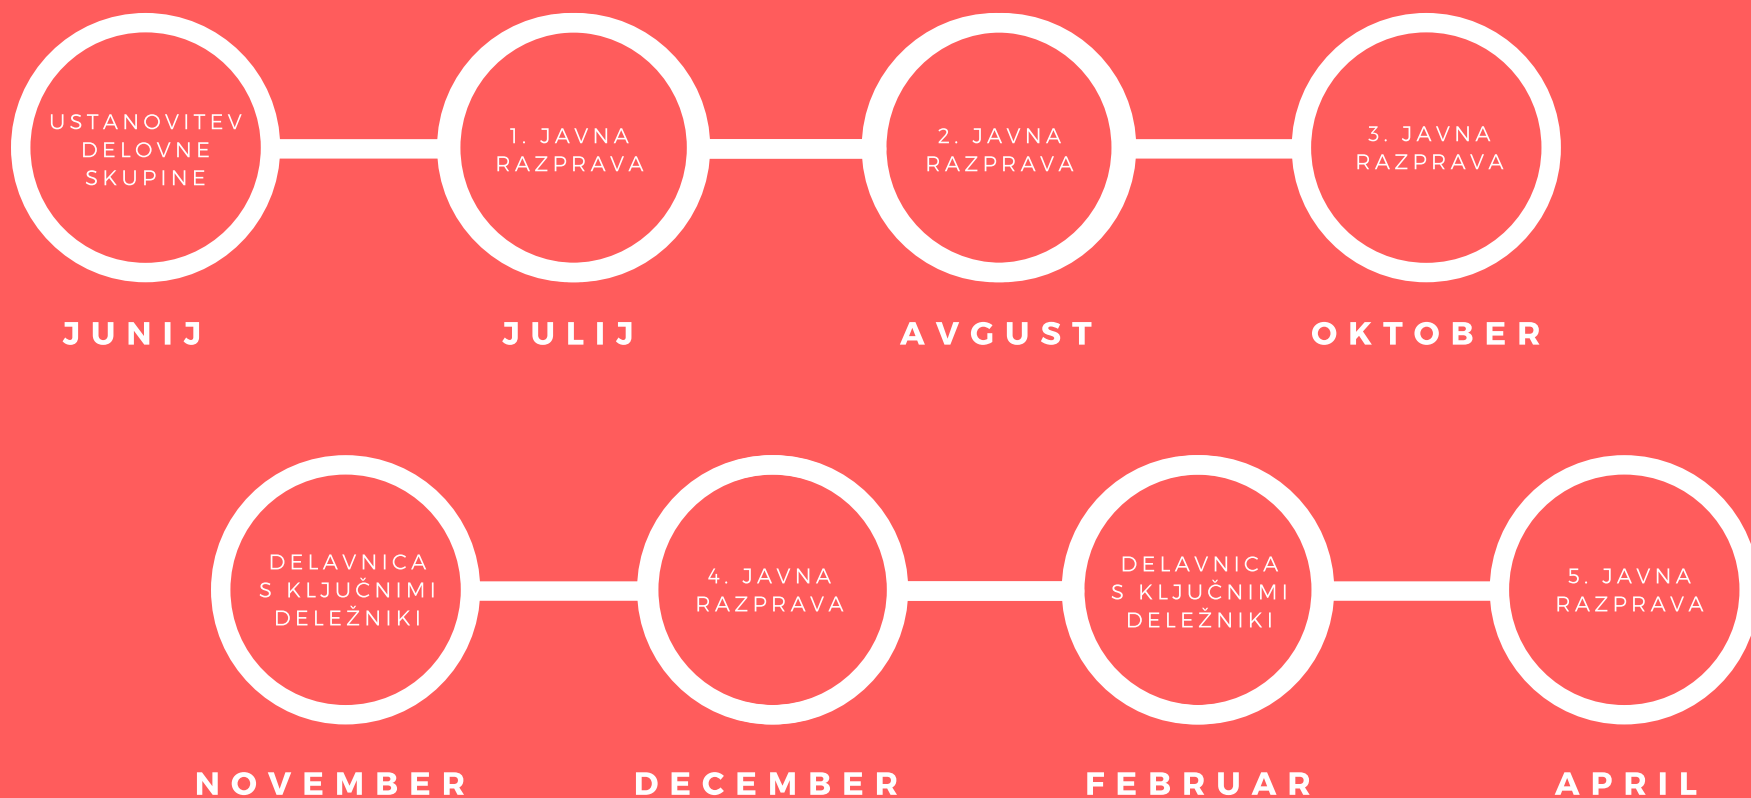 USTANOVITEV
DELOVNE
SKUPINE
1. JAVNA
RAZPRAVA
2. JAVNA
RAZPRAVA
3. JAVNA
RAZPRAVA
JUNIJ
JULIJ
AVGUST
OKTOBER
DELAVNICA
S KLJUČNIMI
DELEŽNIKI
4. JAVNA
RAZPRAVA
DELAVNICA
S KLJUČNIMI
DELEŽNIKI
5. JAVNA
RAZPRAVA
NOVEMBER
DECEMBER
FEBRUAR
APRIL